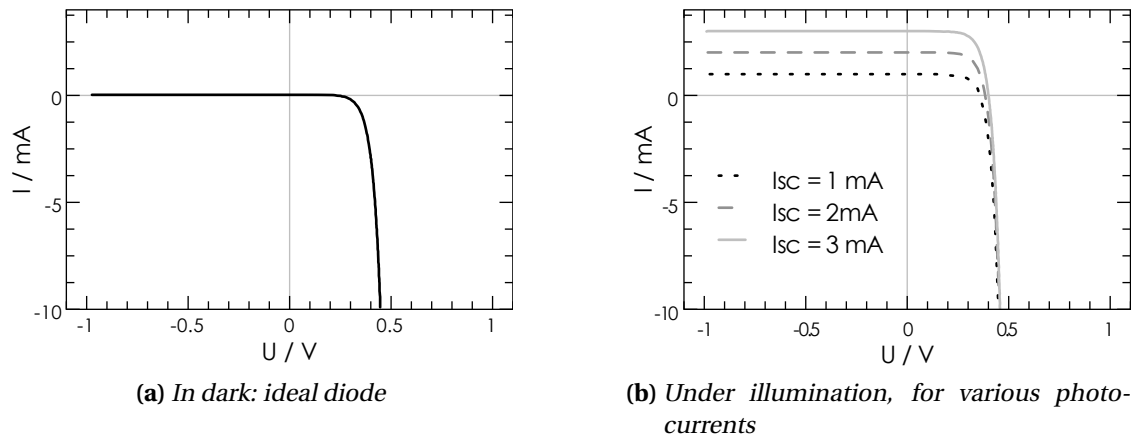 0
-5
-10
I / mA
-1
-0.5
0
0.5
1
U / V
(a) In dark: ideal diode
0
-5
-10
I / mA
Isc = 1 mA
Isc = 2mA
Isc = 3 mA
-1
-0.5
0
0.5
1
U / V
(b) Under illumination, for various photo-
currents